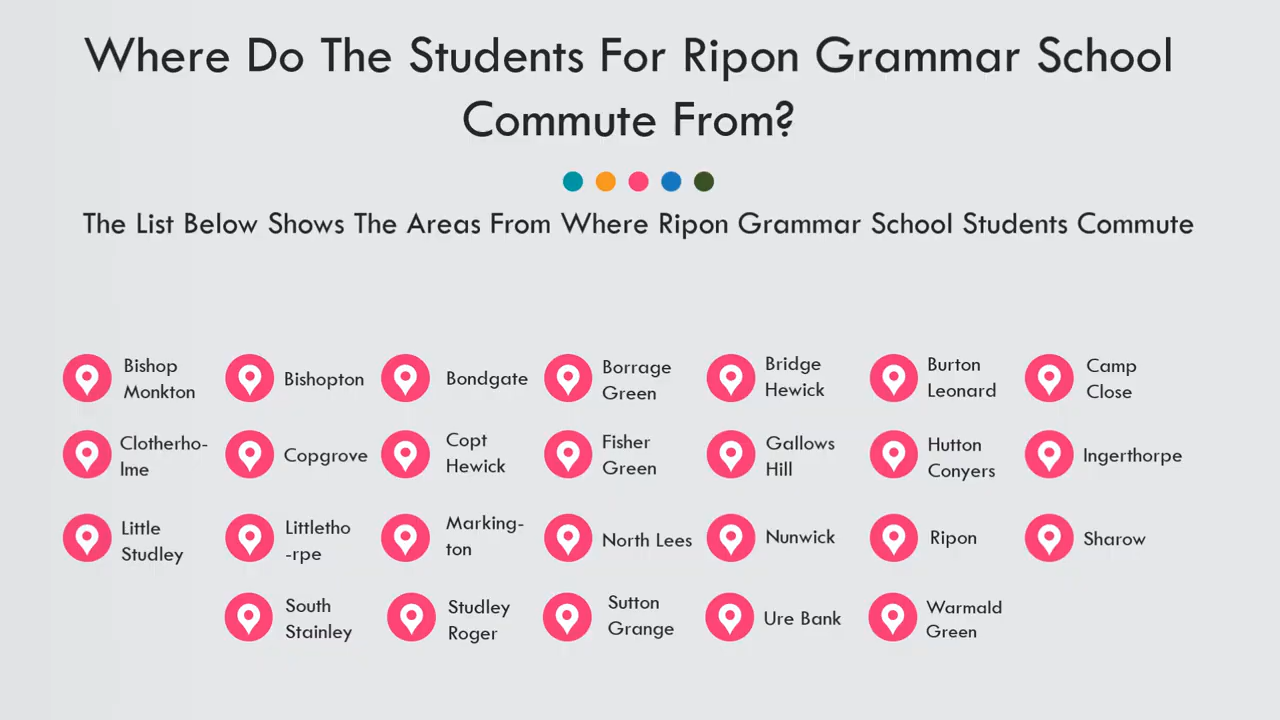 Where Do The Students For Ripon Grammar School
Commute From?
The List Below Shows The Areas From Where Ripon Grammar School Students Commute
Bishop
Monkton
Bishopton
Bondgate
Borrage
Green
Bridge
Hewick
Burton
Leonard
Camp
Close
Clotherho-
lme
Copgrove
Copt
Hewick
Fisher
Green
Gallows
Hill
Hutton
Conyers
Ingerthorpe
Little
Studley
Littletho
-rpe
Marking-
ton
North Lees
Nunwick
Ripon
Sharow
South
Stainley
Studley
Roger
Sutton
Grange
Ure Bank
Warmald
Green